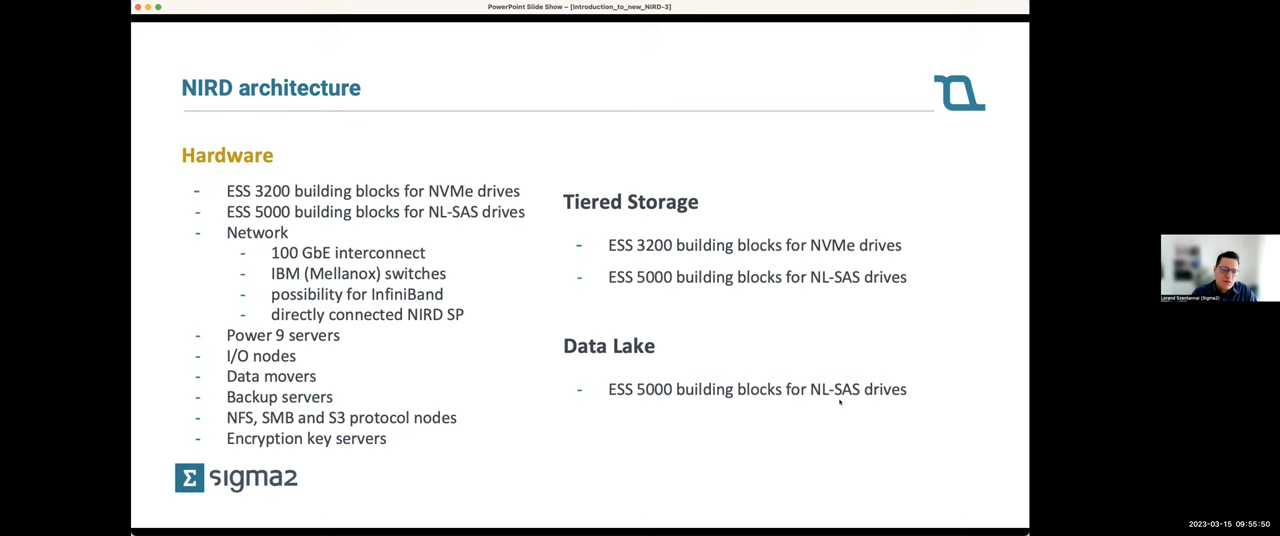 PowerPoint Slide Show – [Introduction_to_new_NIRD-3]
NIRD architecture
Hardware
- ESS 3200 building blocks for NVMe drives
- ESS 5000 building blocks for NL-SAS drives
- Network
- 100 GbE interconnect
- IBM (Mellanox) switches
- possibility for InfiniBand
- directly connected NIRD SP
- Power 9 servers
- I/O nodes
- Data movers
- Backup servers
- NFS, SMB and S3 protocol nodes
- Encryption key servers
Tiered Storage
- ESS 3200 building blocks for NVMe drives
- ESS 5000 building blocks for NL-SAS drives
Data Lake
- ESS 5000 building blocks for NL-SAS drives
Σ sigma2
Lorand Szentannai (Sigma2)
2023-03-15 09:55:50